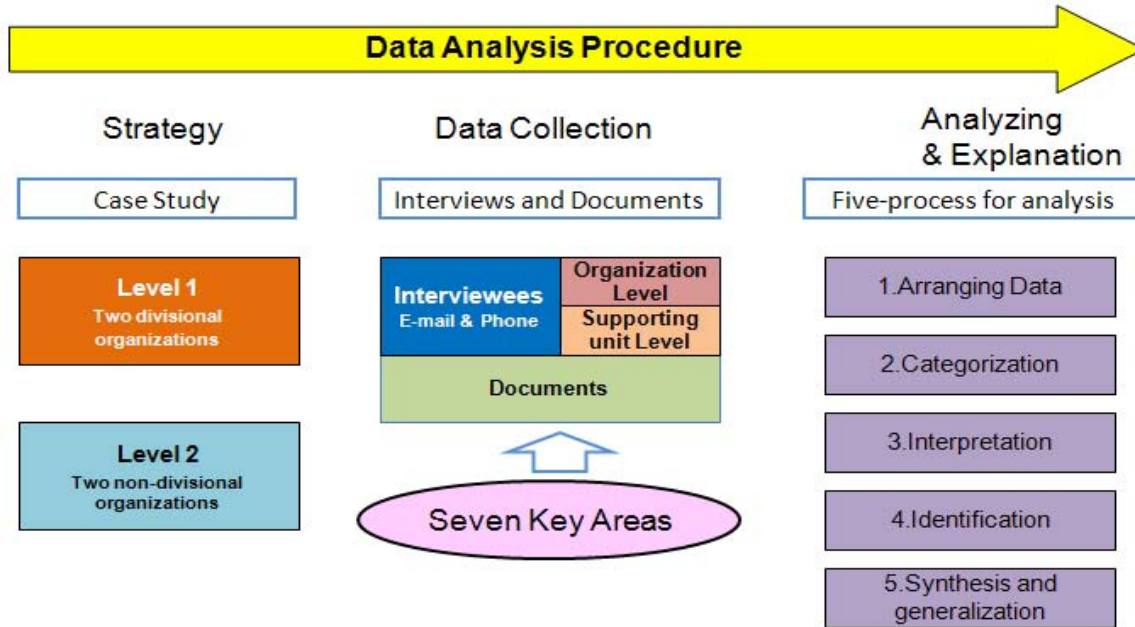 Data Analysis Procedure
Strategy
Case Study
Level 1
Two divisional
organizations
Level 2
Two non-divisional
organizations
Data Collection
Interviews and Documents
Interviewees
E-mail & Phone
Organization
Level
Supporting
unit Level
Documents
Seven Key Areas
Analyzing
& Explanation
Five-process for analysis
1.Arranging Data
2.Categorization
3.Interpretation
4.Identification
5.Synthesis and
generalization